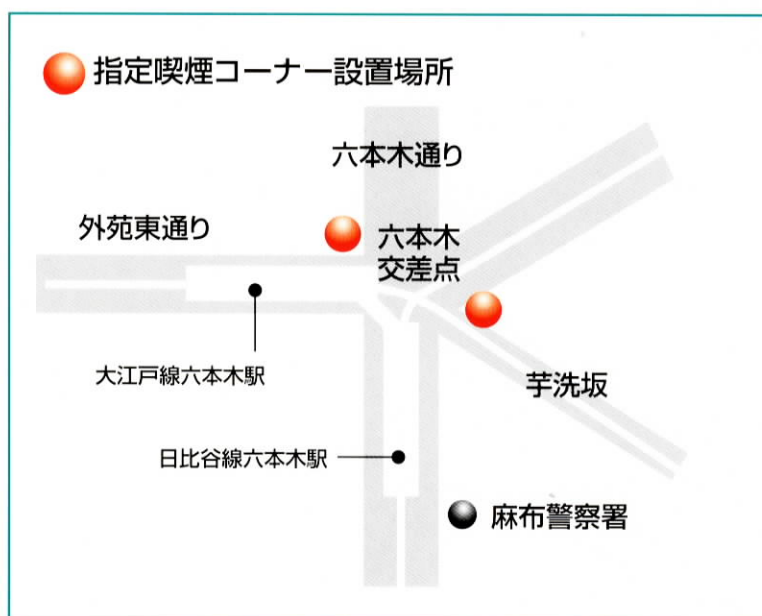 指定喫煙コーナー設置場所
六本木通り
外苑東通り
六本木
交差点
大江戸線六本木駅
芋洗坂
日比谷線六本木駅
麻布警察署